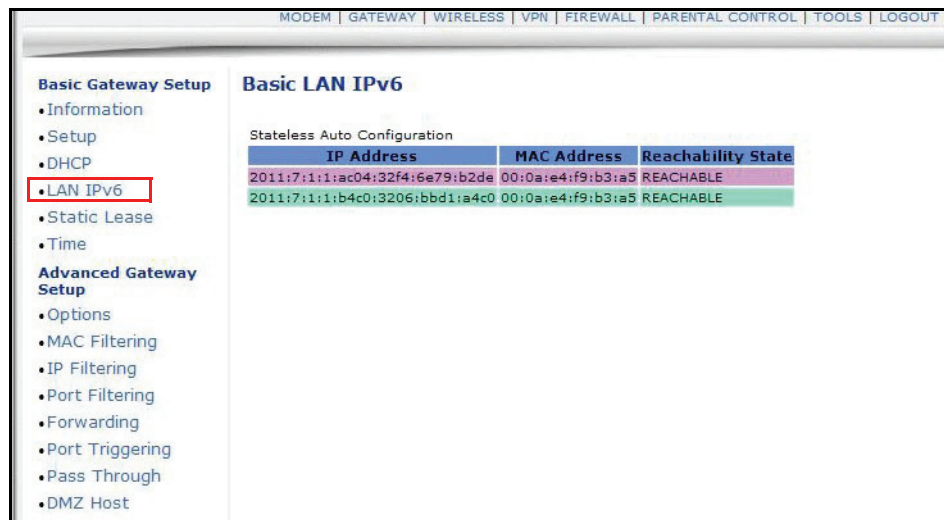 MODEM | GATEWAY | WIRELESS | VPN | FIREWALL | PARENTAL CONTROL | TOOLS | LOGOUT
Basic Gateway Setup
•Information
•Setup
•DHCP
•LAN IPv6
•Static Lease
•Time
Advanced Gateway
Setup
•Options
•MAC Filtering
•IP Filtering
•Port Filtering
•Forwarding
•Port Triggering
•Pass Through
•DMZ Host
Basic LAN IPv6
Stateless Auto Configuration
IP Address MAC Address Reachability State
2011:7:1:1:ac04:32f4:6e79:b2de 00:0a:e4:f9:b3:a5 REACHABLE
2011:7:1:1:b4c0:3206:bbd1:a4c0 00:0a:e4:f9:b3:a5 REACHABLE